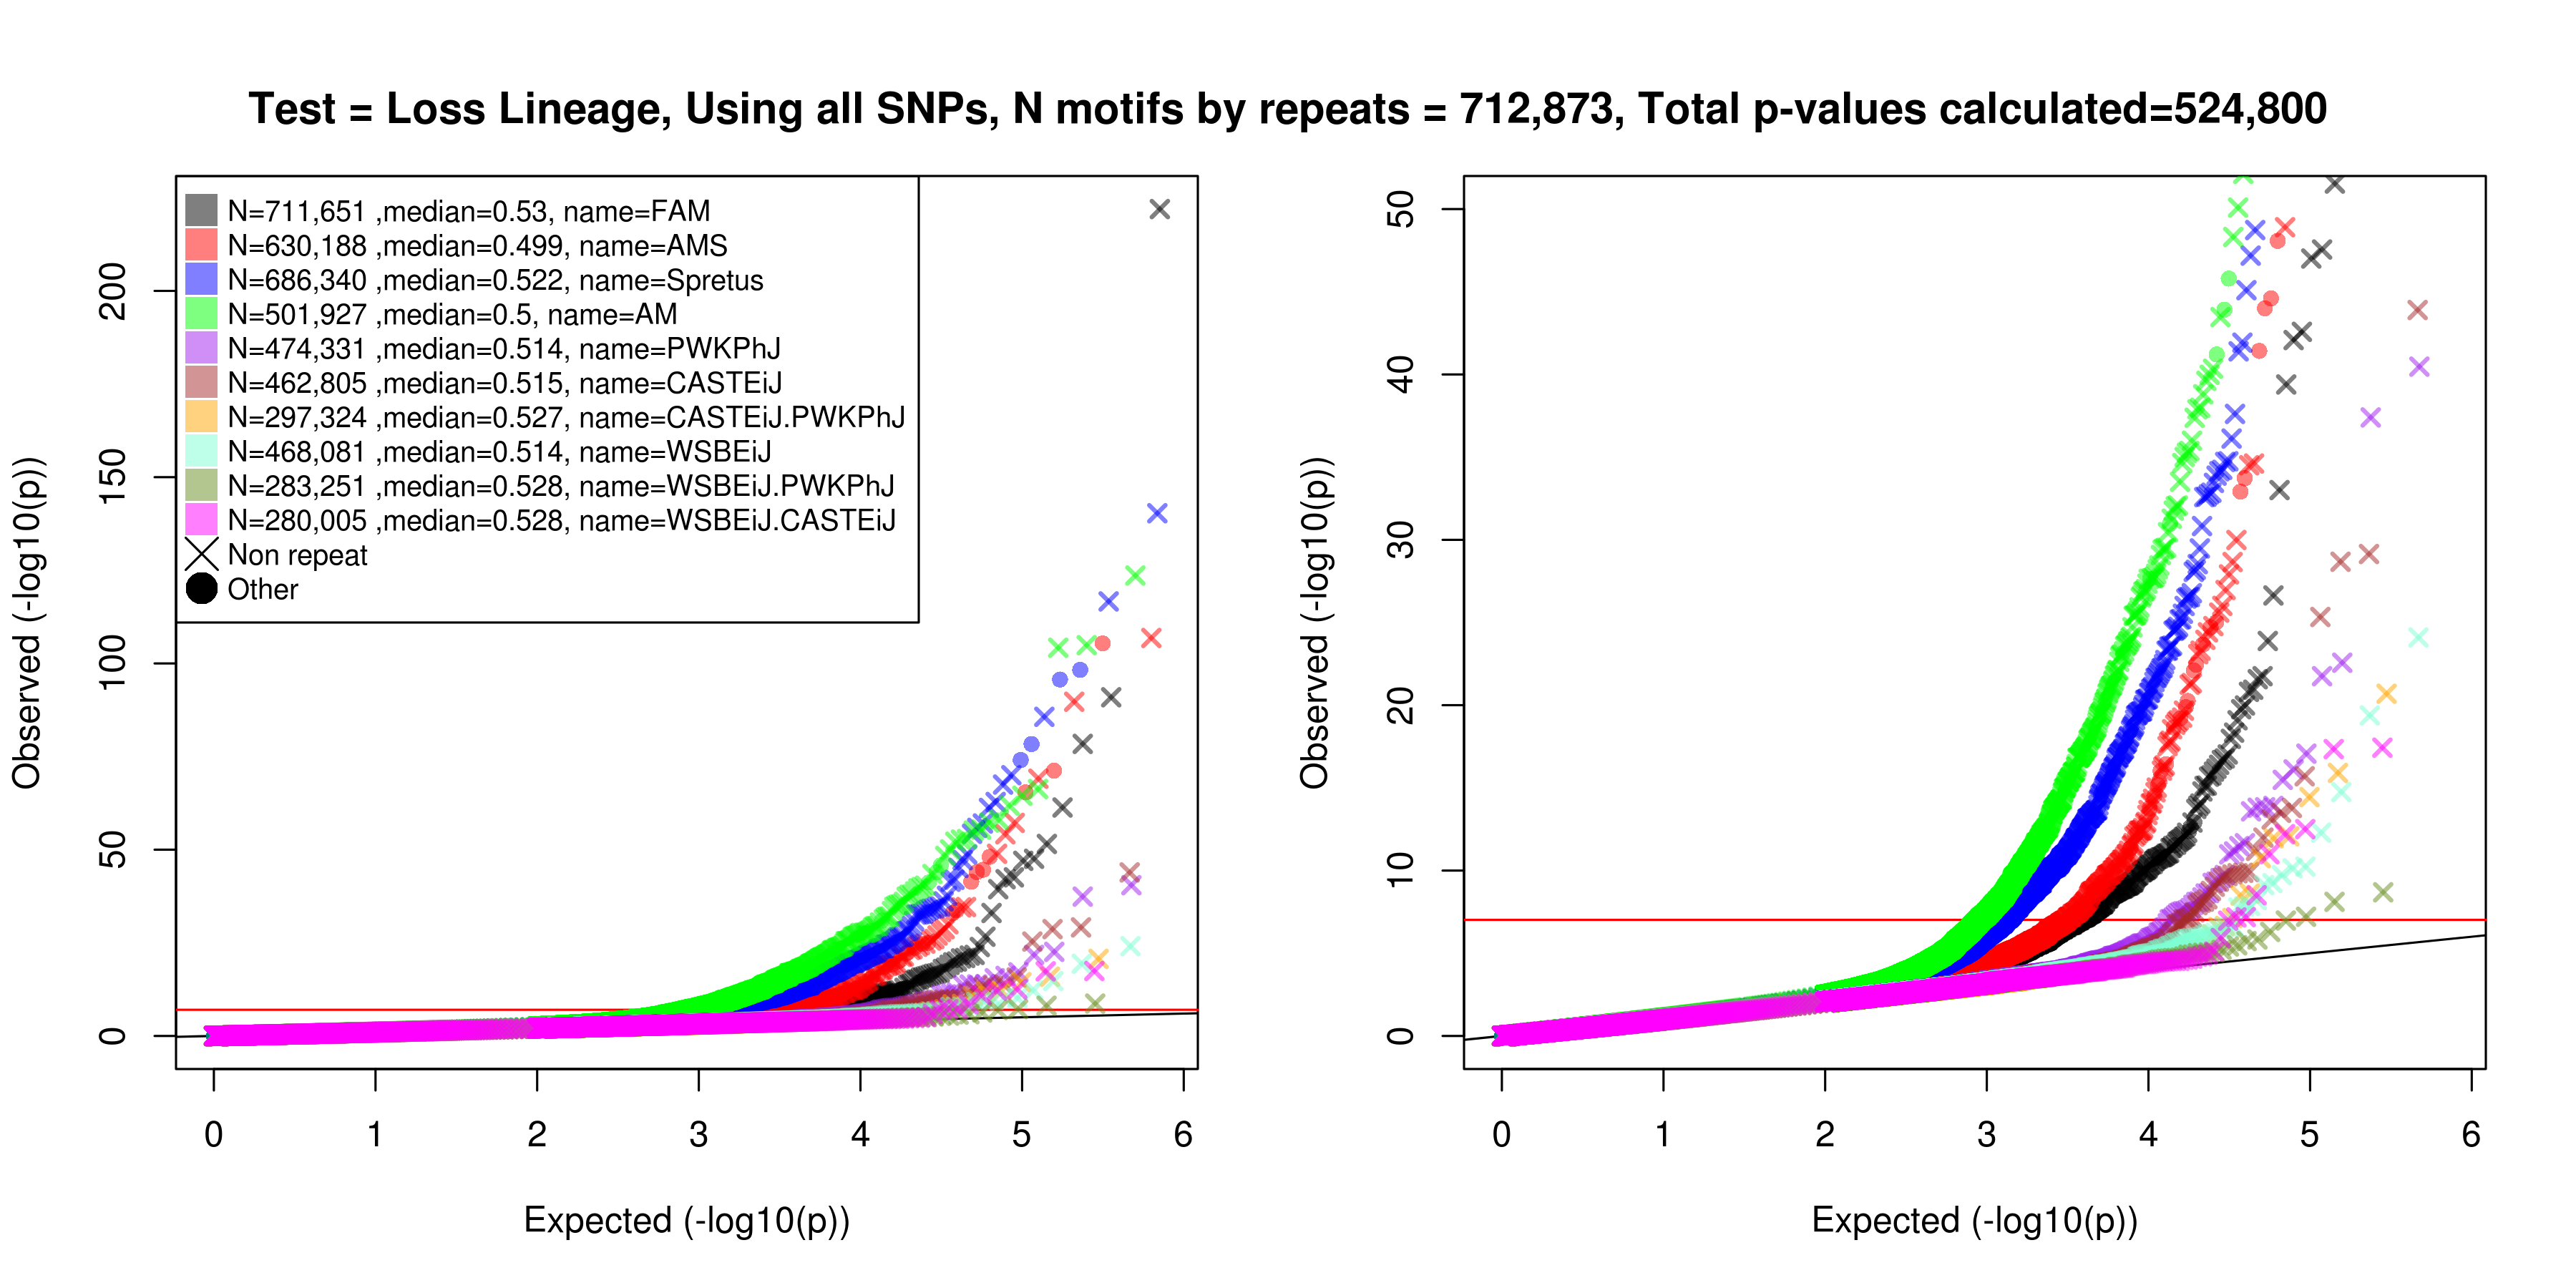 Test = Loss Lineage, Using all SNPs, N motifs by repeats = 712,873, Total p-values calculated=524,800
N=711,651 ,median=0.53, name=FAM
N=630,188 ,median=0.499, name=AMS
N=686,340 ,median=0.522, name=Spretus
N=501,927 ,median=0.5, name=AM
N=474,331 ,median=0.514, name=PWKPhJ
N=462,805 ,median=0.515, name=CASTEiJ
N=297,324 ,median=0.527, name=CASTEiJ.PWKPhJ
N=468,081 ,median=0.514, name=WSBEiJ
N=283,251 ,median=0.528, name=WSBEiJ.PWKPhJ
N=280,005 ,median=0.528, name=WSBEiJ.CASTEiJ
Non repeat
Other
Observed (-log10(p))
200
150
100
50
0
0 1 2 3 4 5 6
Expected (-log10(p))
Observed (-log10(p))
50
40
30
20
10
0
0 1 2 3 4 5 6
Expected (-log10(p))